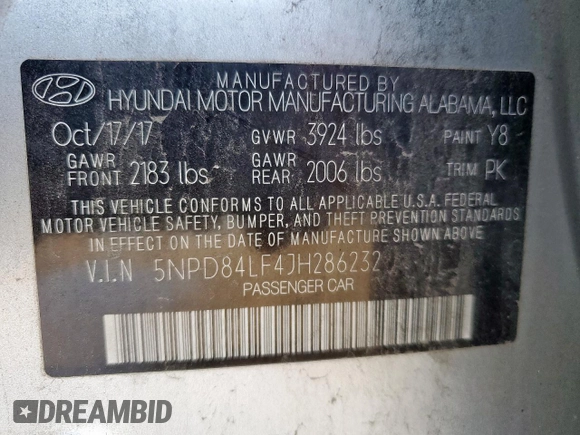 MANUFACTURED BY
HYUNDAI MOTOR MANUFACTURING ALABAMA, LLC
Oct/17/17 GVWR 3924 lbs PAINT Y8
GAWR FRONT 2183 lbs GAWR REAR 2006 lbs TRIM PK
THIS VEHICLE CONFORMS TO ALL APPLICABLE U.S.A. FEDERAL
MOTOR VEHICLE SAFETY, BUMPER, AND THEFT PREVENTION STANDARDS
IN EFFECT ON THE DATE OF MANUFACTURE SHOWN ABOVE
V.I.N 5NPD84LF4JH286232
PASSENGER CAR
DREAMBID